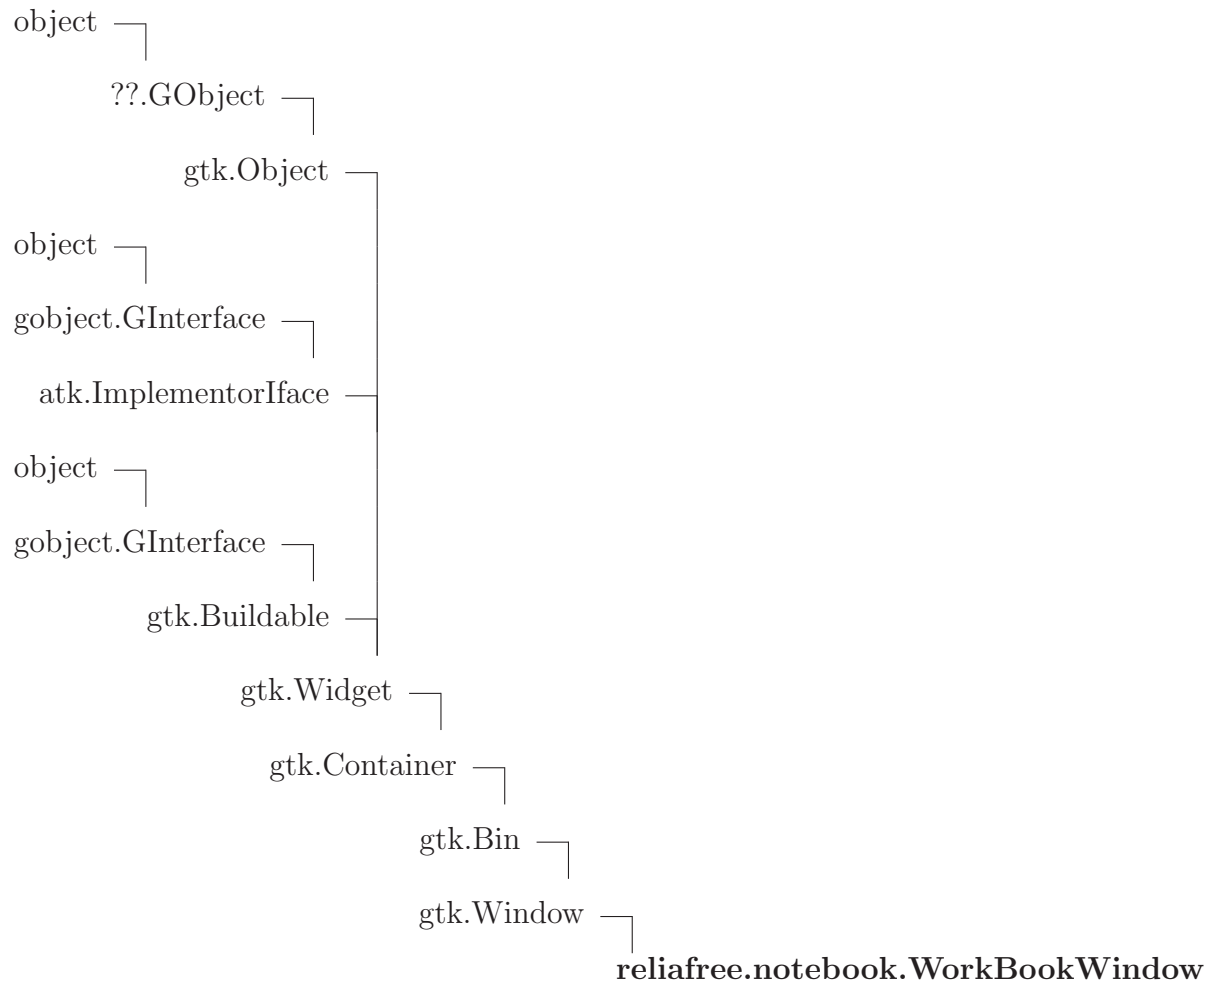 object
??.GObject
gtk.Object
object
gobject.GInterface
atk.ImplementorIface
object
gobject.GInterface
gtk.Buildable
gtk.Widget
gtk.Container
gtk.Bin
gtk.Window
reliafree.notebook.WorkBookWindow